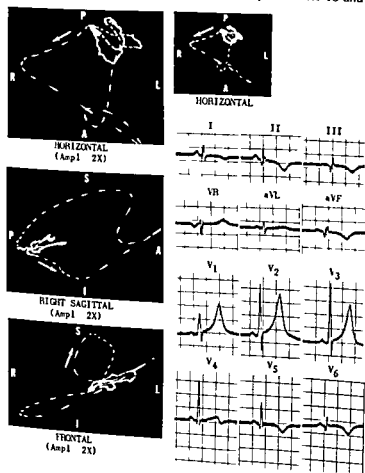 and
P
R
L
A
HORIZONTAL
(Ampl 2X)
P
R
L
A
HORIZONTAL
I
II
III
VR
aVL
aVF
S
P
A
I
RIGHT SAGITTAL
(Ampl 2X)
V1
V2
V3
S
R
L
I
FRONTAL
(Ampl 2X)
V4
V5
V6